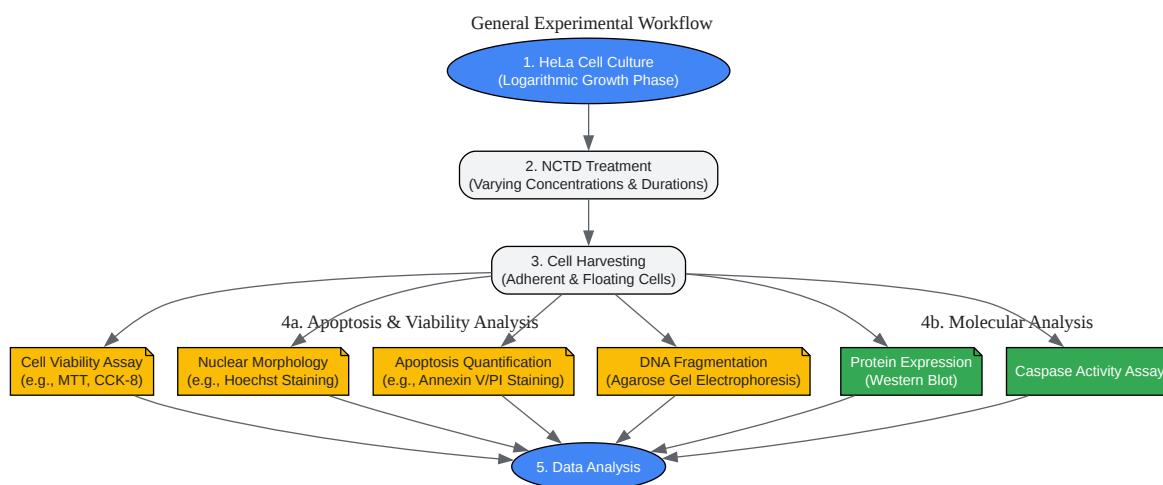 General Experimental Workflow
1. HeLa Cell Culture
(Logarithmic Growth Phase)
2. NCTD Treatment
(Varying Concentrations & Durations)
3. Cell Harvesting
(Adherent & Floating Cells)
4a. Apoptosis & Viability Analysis
4b. Molecular Analysis
Cell Viability Assay
(e.g., MTT, CCK-8)
Nuclear Morphology
(e.g., Hoechst Staining)
Apoptosis Quantification
(e.g., Annexin V/PI Staining)
DNA Fragmentation
(Agarose Gel Electrophoresis)
Protein Expression
(Western Blot)
Caspase Activity Assay
5. Data Analysis